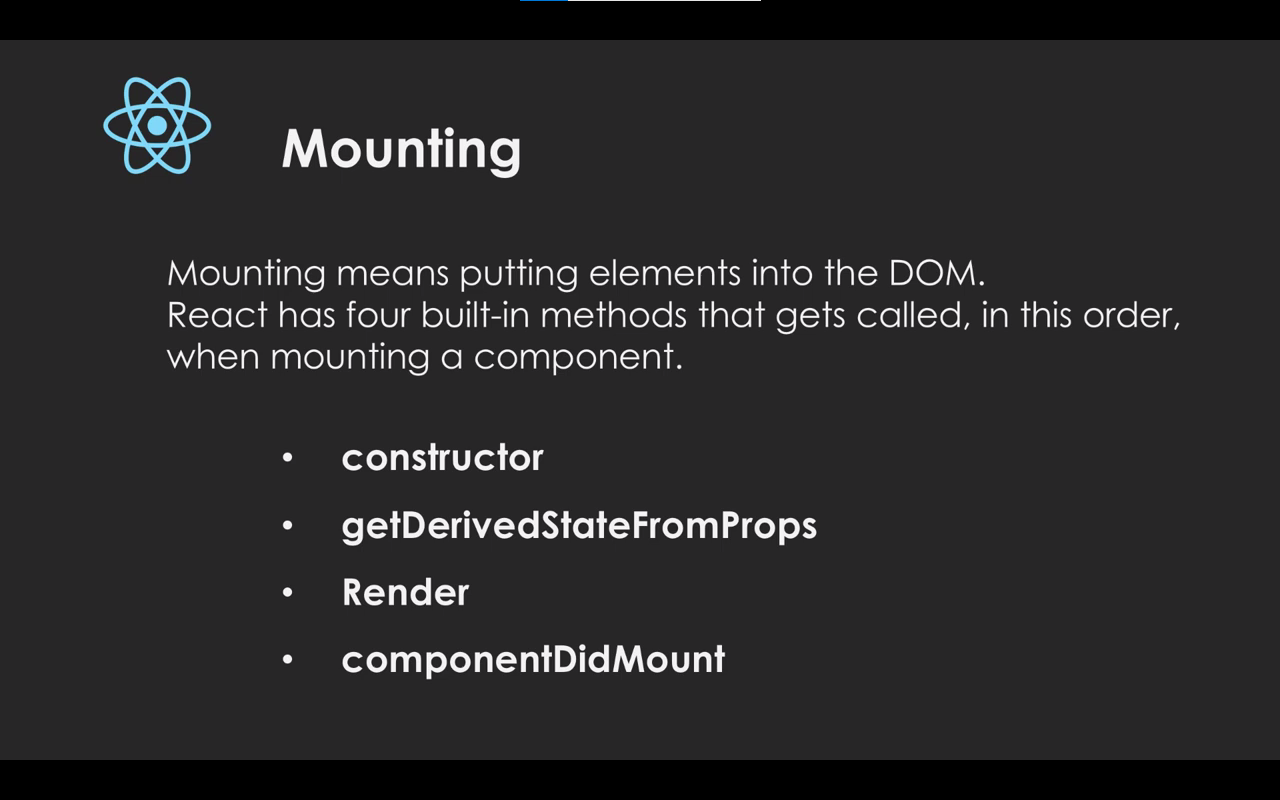 Mounting
Mounting means putting elements into the DOM.
React has four built-in methods that gets called, in this order,
when mounting a component.
• constructor
• getDerivedStateFromProps
• Render
• componentDidMount